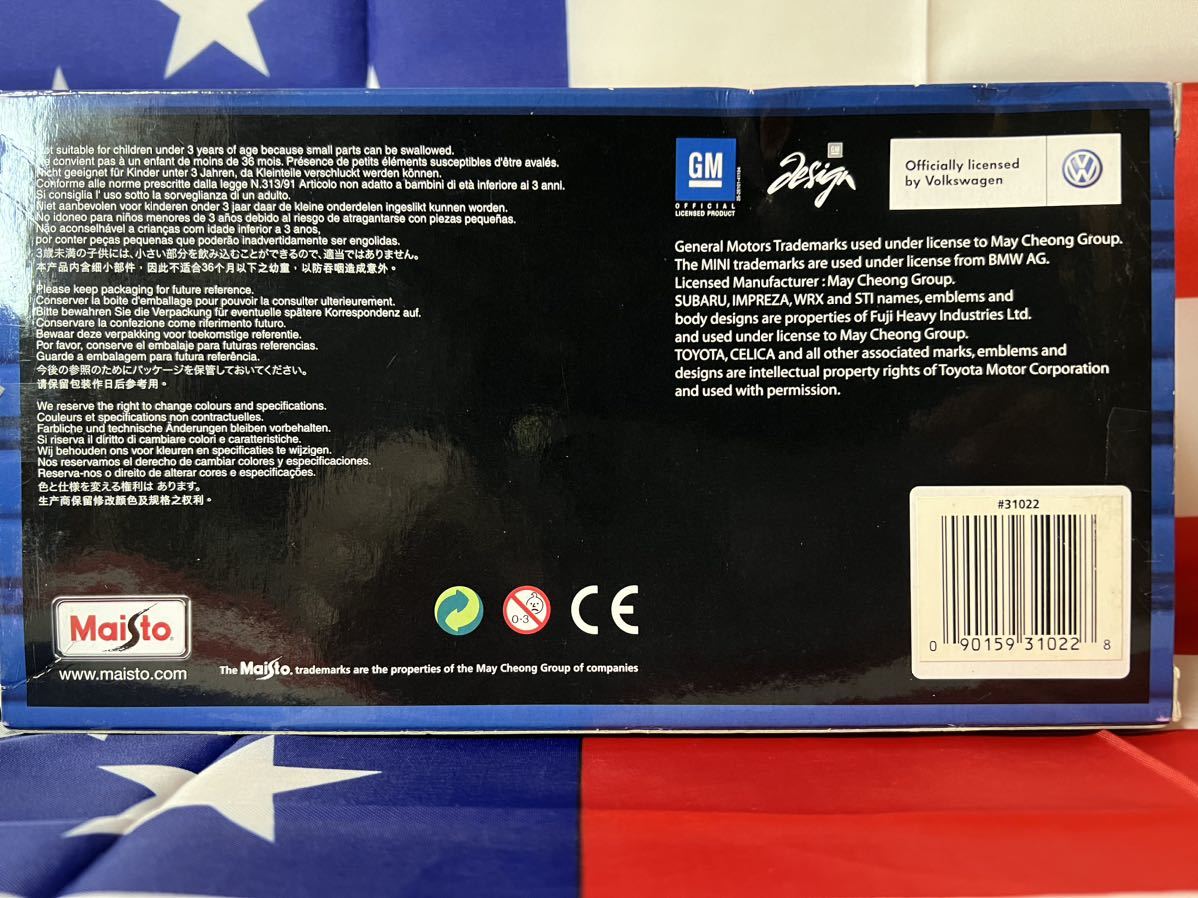 ot suitable for children under 3 years of age because small parts can be swallowed.
e convient pas à un enfant de moins de 36 mois. Présence de petits éléments susceptibles d'être avalés.
Nicht geeignet für Kinder unter 3 Jahren, da Kleinteile verschluckt werden können.
Conforme alle norme prescritte dalla legge N.313/91 Articolo non adatto a bambini di età inferiore al 3 anni.
Si consiglia l' uso sotto la sorveglianza di un adulto.
Niet aanbevolen voor kinderen onder 3 jaar daar de kleine onderdelen ingeslikt kunnen worden.
No idoneo para niños menores de 3 años debido al riesgo de atragantarse con piezas pequeñas.
Não aconselhável a crianças com idade inferior a 3 anos,
por conter peças pequenas que poderão inadvertidamente ser engolidas.
3歳未満の子供には、小さい部分を飲み込むことができるので、適当ではありません。
本产品内含细小部件，因此不适合36个月以下之幼童，以防吞咽造成意外。
Please keep packaging for future reference.
Conserver la boite d'emballage pour pouvoir la consulter ulterieurement.
Bitte bewahren Sie die Verpackung für eventuelle spätere Korrespondenz auf.
Conservare la confezione come riferimento futuro.
Bewaar deze verpakking voor toekomstige referentie.
Por favor, conserve el embalaje para futuras referencias.
Guarde a embalagem para futura referência.
今後の参照のためにパッケージを保管しておいてください。
请保留包装作日后参考用。
We reserve the right to change colours and specifications.
Couleurs et specifications non contractuelles.
Farbliche und technische Änderungen bleiben vorbehalten.
Si riserva il diritto di cambiare colori e caratteristiche.
Wij behouden ons voor kleuren en specificaties te wijzigen.
Nos reservamos el derecho de cambiar colores y especificaciones.
Reserva-nos o direito de alterar cores e especificações.
色と仕様を変える権利は あります。
生产商保留修改颜色及规格之权利。
GM
OFFICIAL
LICENSED PRODUCT
GM
design
Officially licensed
by Volkswagen
General Motors Trademarks used under license to May Cheong Group.
The MINI trademarks are used under license from BMW AG.
Licensed Manufacturer : May Cheong Group.
SUBARU, IMPREZA, WRX and STI names, emblems and
body designs are properties of Fuji Heavy Industries Ltd.
and used under license to May Cheong Group.
TOYOTA, CELICA and all other associated marks, emblems and
designs are intellectual property rights of Toyota Motor Corporation
and used with permission.
#31022
0 90159 31022 8
Maisto
www.maisto.com
0-3
CE
The Maisto. trademarks are the properties of the May Cheong Group of companies